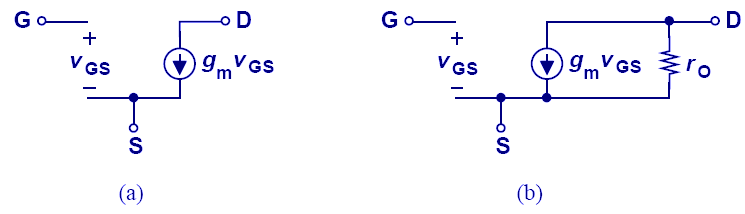 G D G D
+ +
vGS gmvGS vGS gmvGS rO
− −
S S
(a) (b)